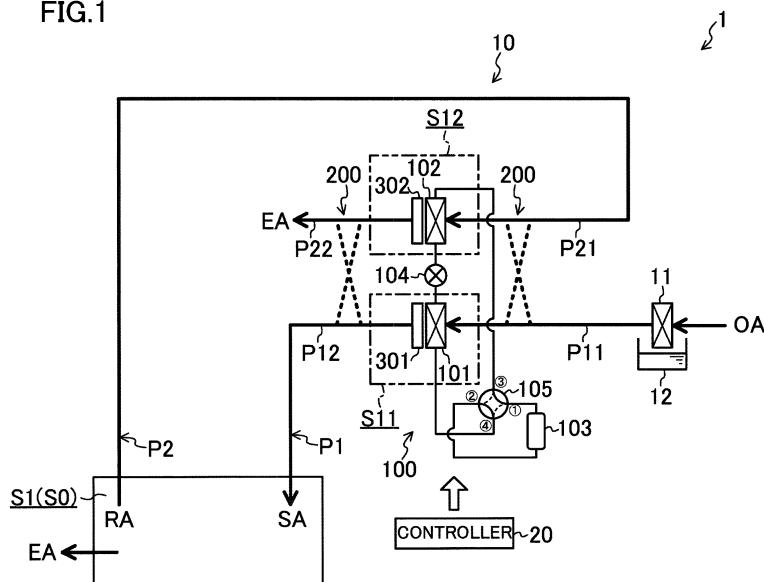 FIG.1
1
10
S12
102
302
200
200
EA
P22
P21
11
104
OA
P12
P11
301
101
12
③
105
②
①
S11
④
103
P2
P1
100
S1(S0)
RA
SA
EA
CONTROLLER
20